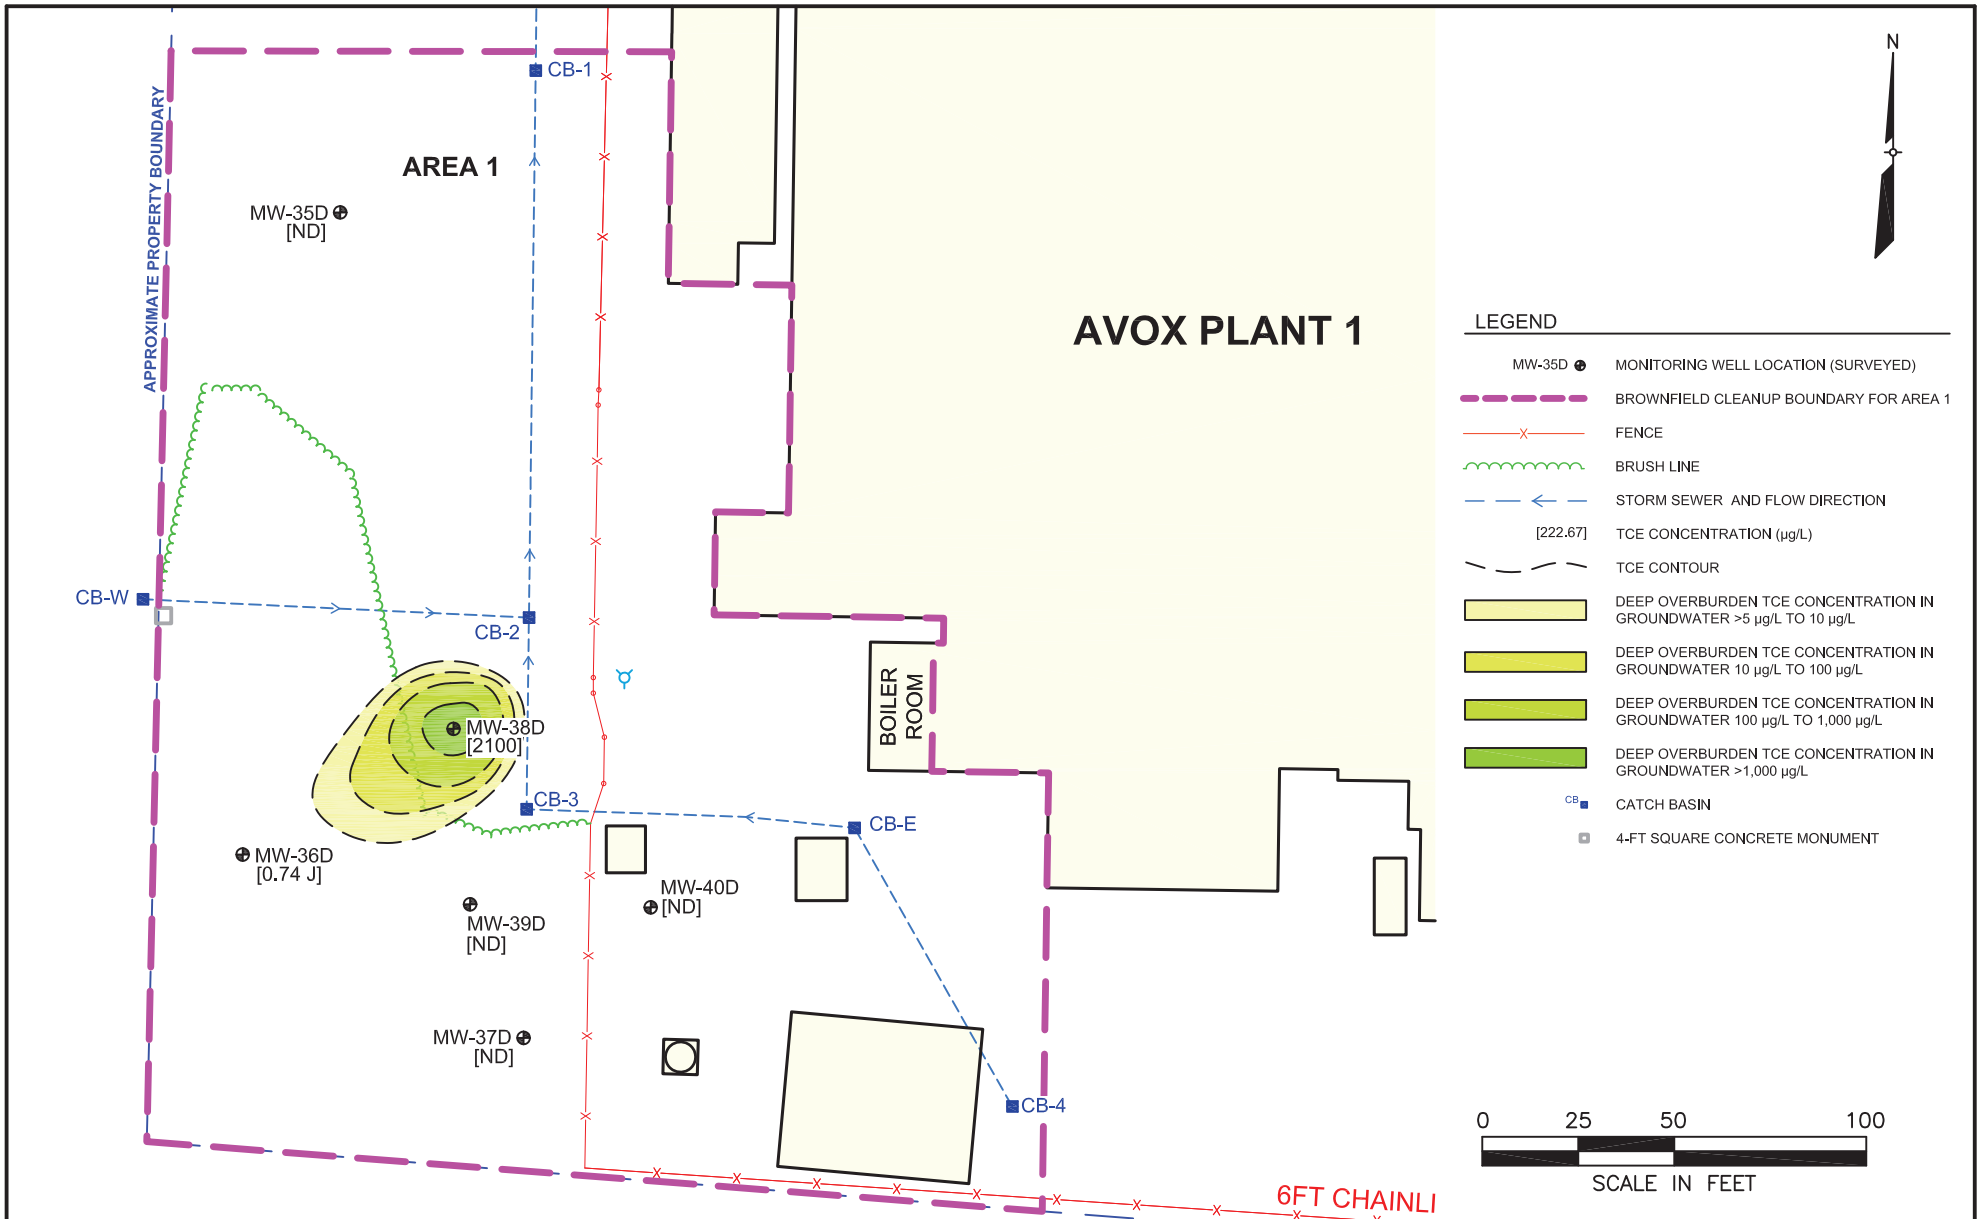 N
CB-1
AREA 1
APPROXIMATE PROPERTY BOUNDARY
MW-35D
[ND]
AVOX PLANT 1
CB-W
CB-2
BOILER
ROOM
MW-38D
[2100]
CB-3
CB-E
MW-36D
[0.74 J]
MW-40D
[ND]
MW-39D
[ND]
MW-37D
[ND]
CB-4
6FT CHAINLI
LEGEND
MW-35D MONITORING WELL LOCATION (SURVEYED)
BROWNFIELD CLEANUP BOUNDARY FOR AREA 1
FENCE
BRUSH LINE
STORM SEWER AND FLOW DIRECTION
[222.67] TCE CONCENTRATION (µg/L)
TCE CONTOUR
DEEP OVERBURDEN TCE CONCENTRATION IN
GROUNDWATER >5 µg/L TO 10 µg/L
DEEP OVERBURDEN TCE CONCENTRATION IN
GROUNDWATER 10 µg/L TO 100 µg/L
DEEP OVERBURDEN TCE CONCENTRATION IN
GROUNDWATER 100 µg/L TO 1,000 µg/L
DEEP OVERBURDEN TCE CONCENTRATION IN
GROUNDWATER >1,000 µg/L
CB CATCH BASIN
4-FT SQUARE CONCRETE MONUMENT
0 25 50 100
SCALE IN FEET